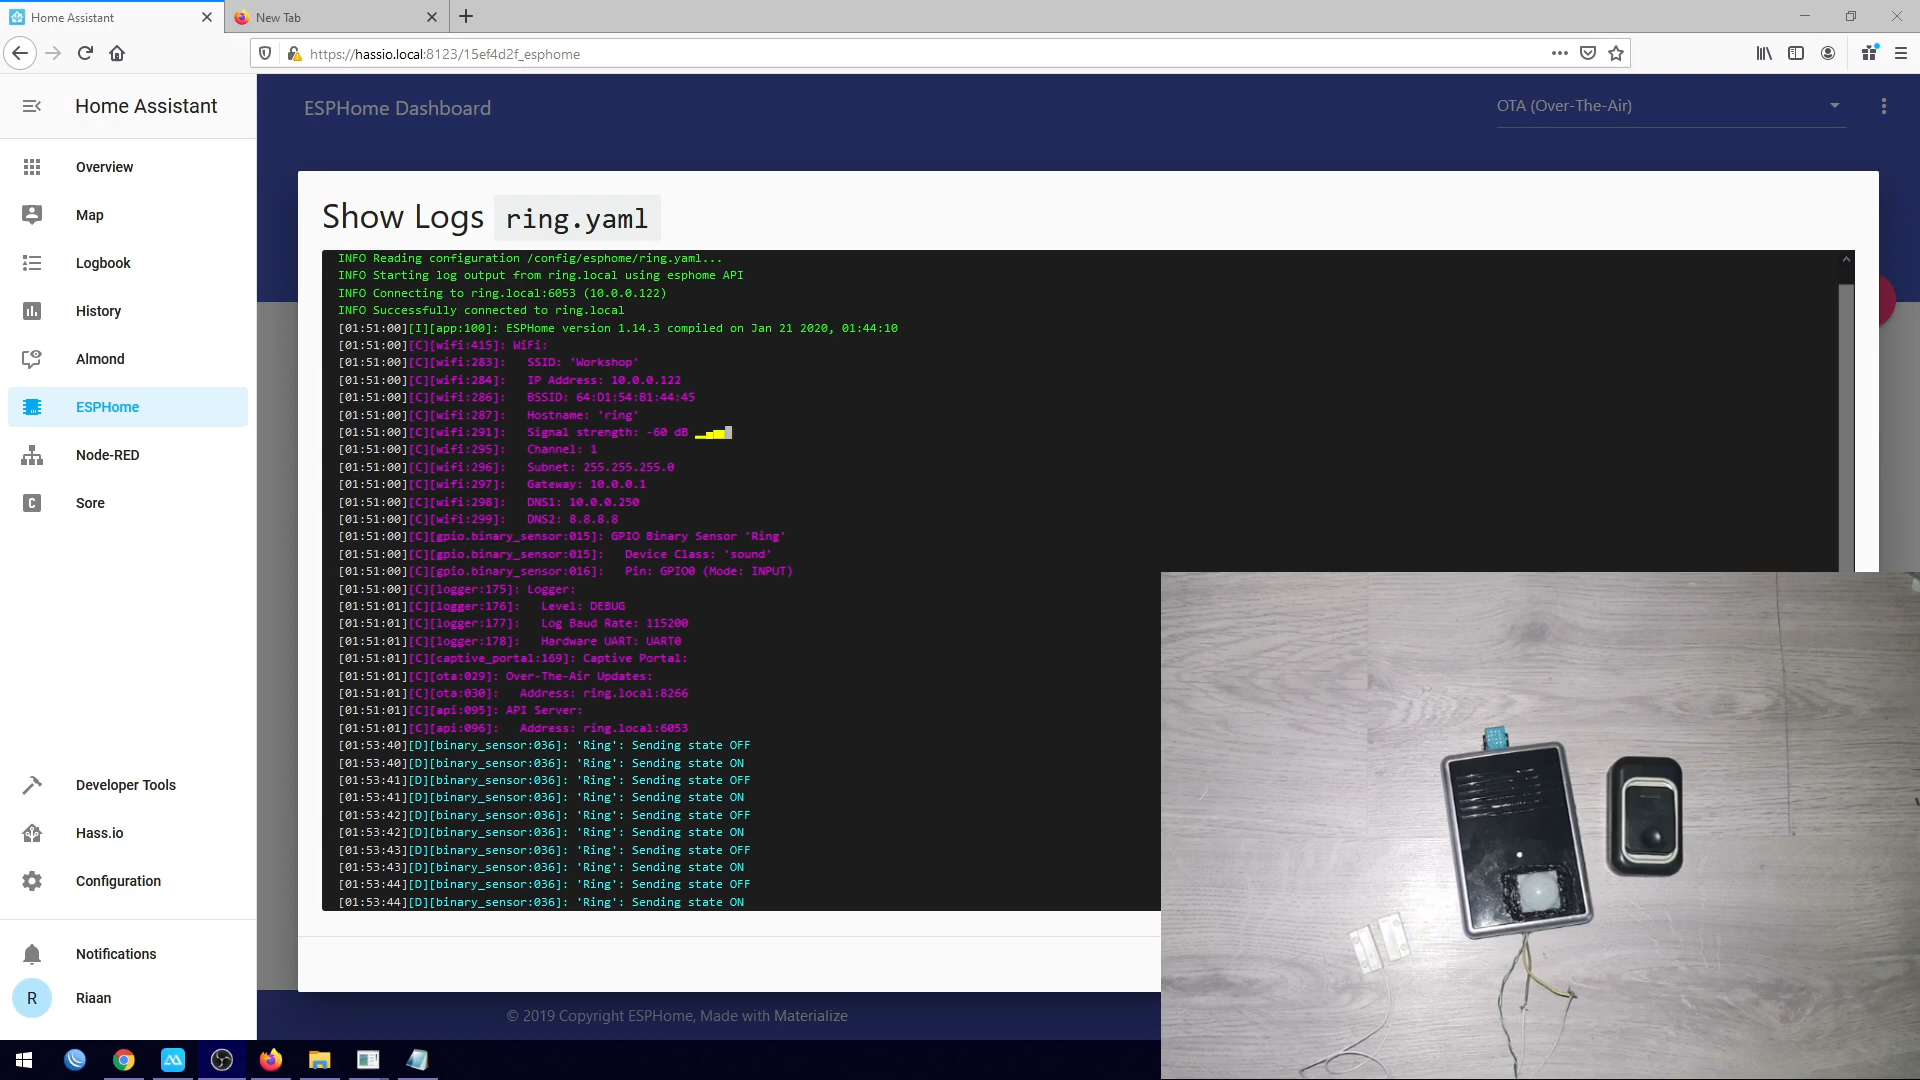 Home Assistant
New Tab
https://hassio.local:8123/15ef4d2f_esphome
Home Assistant
ESPHome Dashboard
OTA (Over-The-Air)
Overview
Map
Logbook
History
Almond
ESPHome
Node-RED
C Sore
Developer Tools
Hass.io
Configuration
Notifications
R Riaan
Show Logs ring.yaml
INFO Reading configuration /config/esphome/ring.yaml...
INFO Starting log output from ring.local using esphome API
INFO Connecting to ring.local:6053 (10.0.0.122)
INFO Successfully connected to ring.local
[01:51:00][I][app:100]: ESPHome version 1.14.3 compiled on Jan 21 2020, 01:44:10
[01:51:00][C][wifi:415]: WiFi:
[01:51:00][C][wifi:283]:   SSID: 'Workshop'
[01:51:00][C][wifi:284]:   IP Address: 10.0.0.122
[01:51:00][C][wifi:286]:   BSSID: 64:D1:54:B1:44:45
[01:51:00][C][wifi:287]:   Hostname: 'ring'
[01:51:00][C][wifi:291]:   Signal strength: -60 dB ▂▄▆█
[01:51:00][C][wifi:295]:   Channel: 1
[01:51:00][C][wifi:296]:   Subnet: 255.255.255.0
[01:51:00][C][wifi:297]:   Gateway: 10.0.0.1
[01:51:00][C][wifi:298]:   DNS1: 10.0.0.250
[01:51:00][C][wifi:299]:   DNS2: 8.8.8.8
[01:51:00][C][gpio.binary_sensor:015]: GPIO Binary Sensor 'Ring'
[01:51:00][C][gpio.binary_sensor:015]:   Device Class: 'sound'
[01:51:00][C][gpio.binary_sensor:016]:   Pin: GPIO0 (Mode: INPUT)
[01:51:00][C][logger:175]: Logger:
[01:51:01][C][logger:176]:   Level: DEBUG
[01:51:01][C][logger:177]:   Log Baud Rate: 115200
[01:51:01][C][logger:178]:   Hardware UART: UART0
[01:51:01][C][captive_portal:169]: Captive Portal:
[01:51:01][C][ota:029]: Over-The-Air Updates:
[01:51:01][C][ota:030]:   Address: ring.local:8266
[01:51:01][C][api:095]: API Server:
[01:51:01][C][api:096]:   Address: ring.local:6053
[01:53:40][D][binary_sensor:036]: 'Ring': Sending state OFF
[01:53:40][D][binary_sensor:036]: 'Ring': Sending state ON
[01:53:41][D][binary_sensor:036]: 'Ring': Sending state OFF
[01:53:41][D][binary_sensor:036]: 'Ring': Sending state ON
[01:53:42][D][binary_sensor:036]: 'Ring': Sending state OFF
[01:53:42][D][binary_sensor:036]: 'Ring': Sending state ON
[01:53:43][D][binary_sensor:036]: 'Ring': Sending state OFF
[01:53:43][D][binary_sensor:036]: 'Ring': Sending state ON
[01:53:44][D][binary_sensor:036]: 'Ring': Sending state OFF
[01:53:44][D][binary_sensor:036]: 'Ring': Sending state ON
© 2019 Copyright ESPHome, Made with Materialize